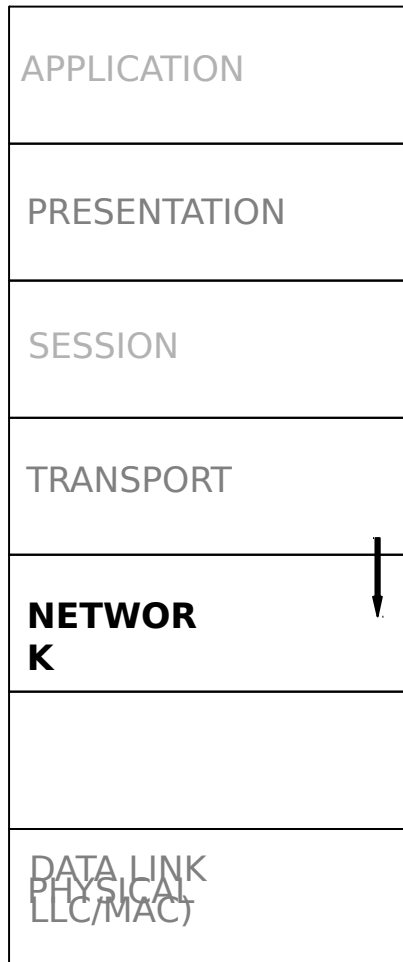 APPLICATION
PRESENTATION
SESSION
TRANSPORT
NETWOR
K
DATA LINK
PHYSICAL
LLC/MAC)